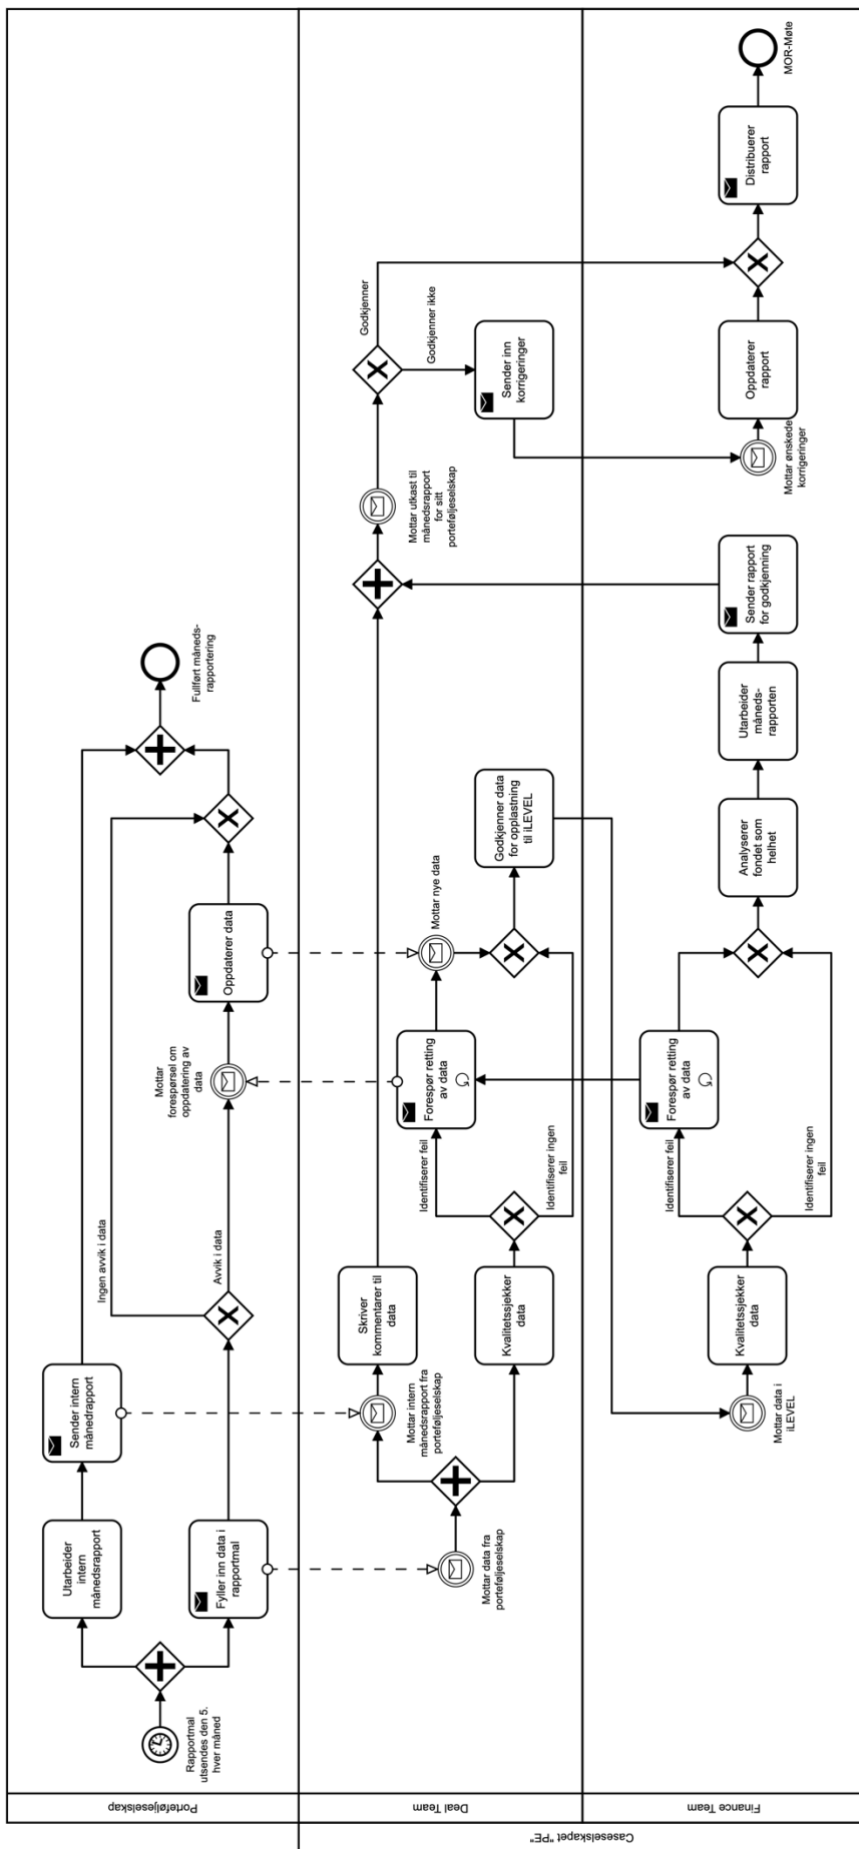 Porteføljeselskap
Rapportmal
utsendes den 5.
hver måned
Utarbeider
intern
månedsrapport
Sender intern
månedrapport
Fyller inn data i
rapportmal
Ingen avvik i data
Avvik i data
Mottar
forespørsel om
oppdatering av
data
Oppdaterer data
Fullført måneds-
rapportering
Caseselskapet "PE"
Deal Team
Mottar data fra
porteføljeselskap
Mottar intern
månedsrapport fra
porteføljeselskap
Skriver
kommentarer til
data
Kvalitetssjekker
data
Identifiserer feil
Identifiserer ingen
feil
Forespør retting
av data
Mottar nye data
Godkjenner data
for opplastning
til iLEVEL
Mottar utkast til
månedsrapport
for sitt
porteføljeselskap
Godkjenner
Godkjenner ikke
Sender inn
korrigeringer
Finance Team
Mottar data i
iLEVEL
Kvalitetssjekker
data
Identifiserer feil
Identifiserer ingen
feil
Forespør retting
av data
Analyserer
fondet som
helhet
Utarbeider
måneds-
rapporten
Sender rapport
for godkjenning
Mottar ønskede
korrigeringer
Oppdaterer
rapport
Distribuerer
rapport
MOR-Møte